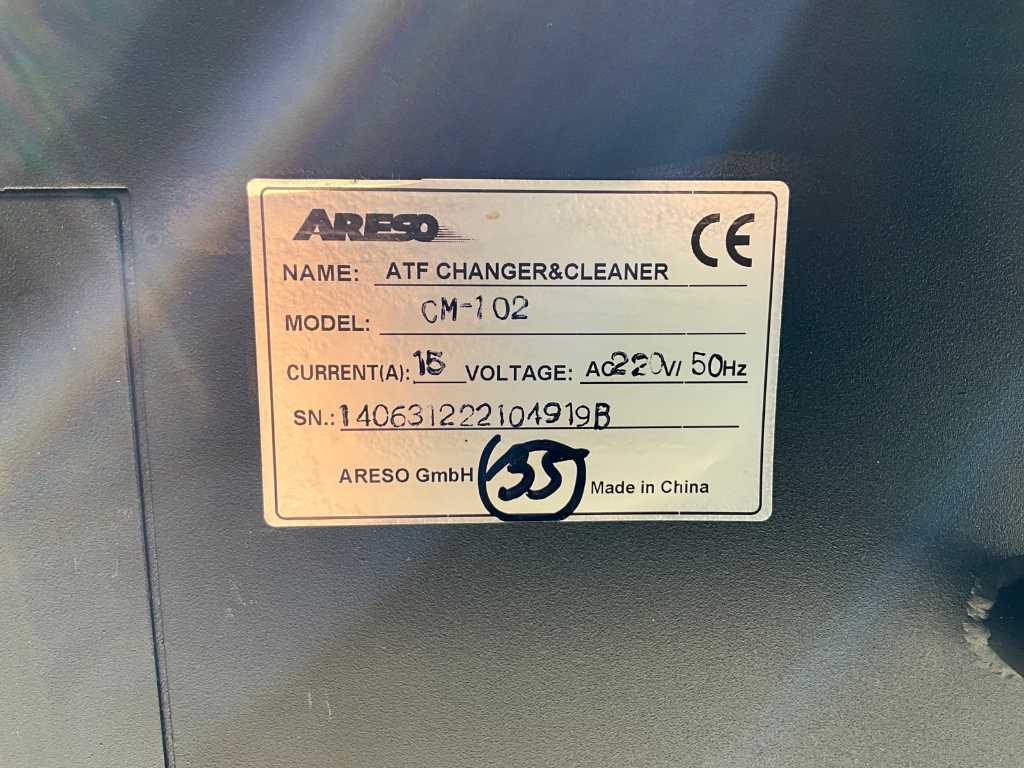 ARESO
CE
NAME: ATF CHANGER&CLEANER
MODEL: CM-102
CURRENT(A): 15 VOLTAGE: AC220V/ 50Hz
SN.: 140631222104919B
ARESO GmbH
35
Made in China